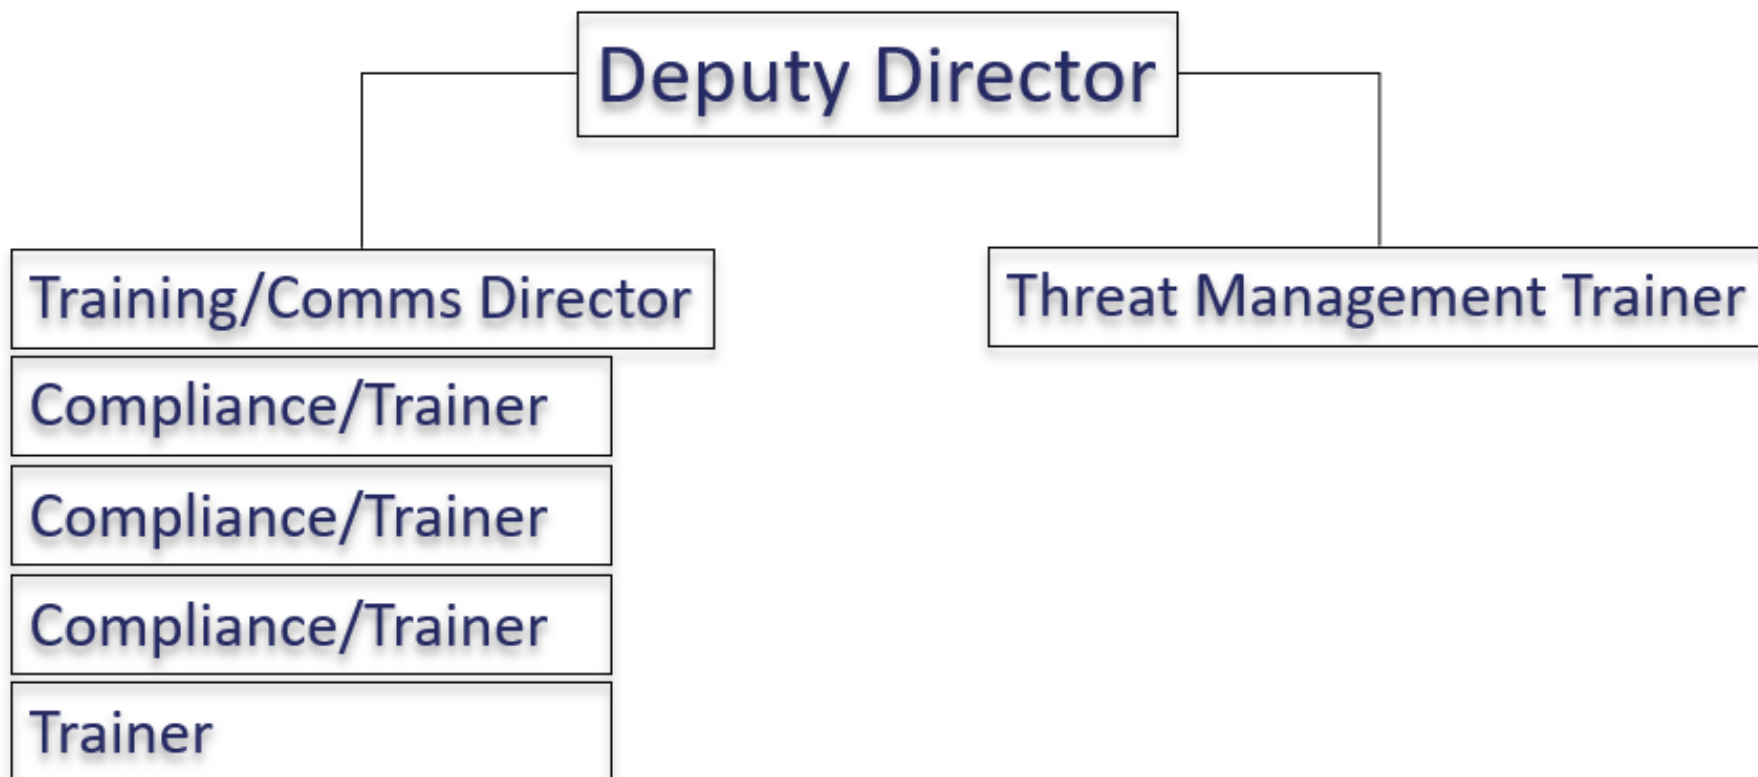 Deputy Director
Training/Comms Director
Threat Management Trainer
Compliance/Trainer
Compliance/Trainer
Compliance/Trainer
Trainer